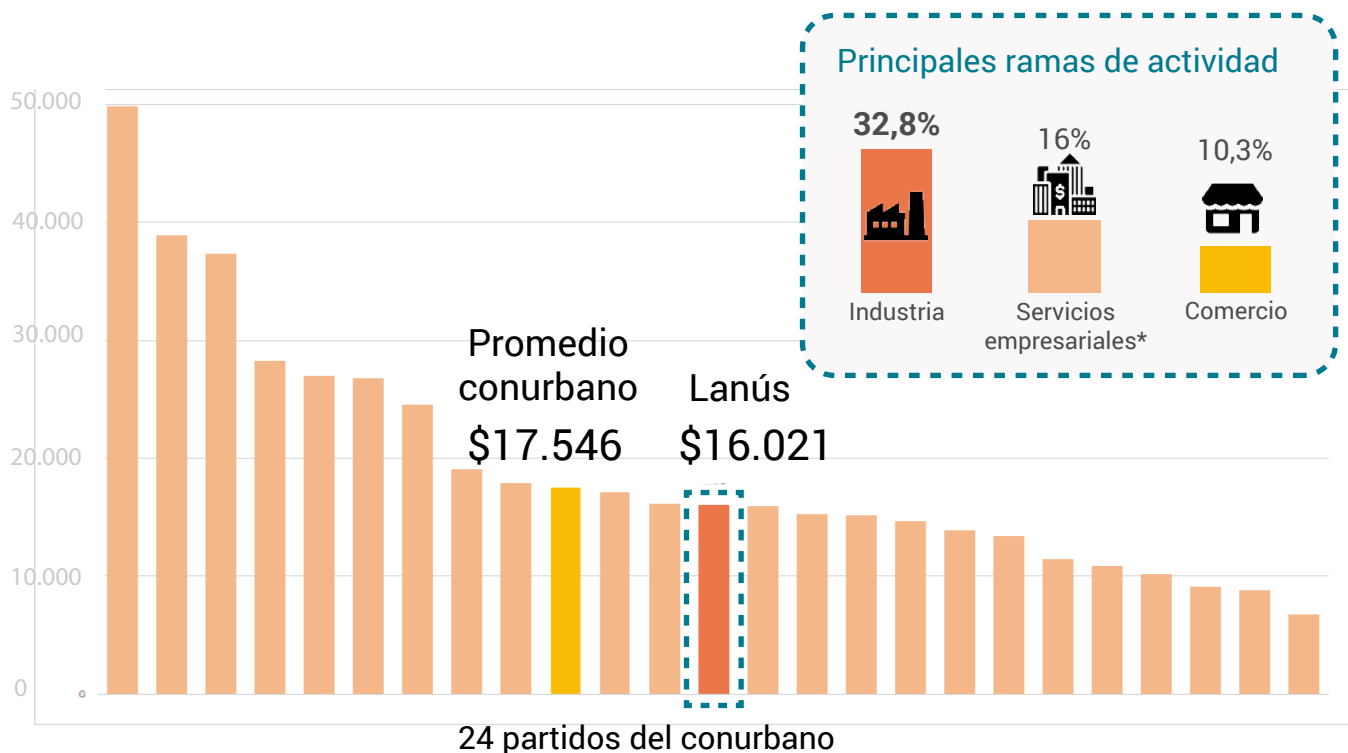 Principales ramas de actividad
32,8%
16%
10,3%
$
Industria
Servicios
empresariales*
Comercio
50.000
40.000
30.000
20.000
10.000
0
0
Promedio
conurbano
$17.546
Lanús
$16.021
24 partidos del conurbano